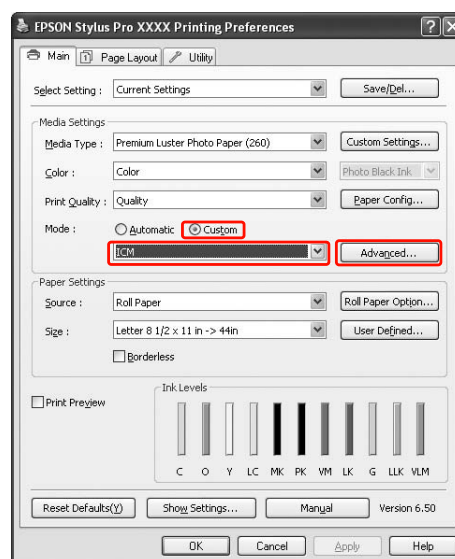 EPSON Stylus Pro XXXX Printing Preferences
Main Page Layout Utility
Select Setting : Current Settings Save/Del...
Media Settings
Media Type : Premium Luster Photo Paper (260) Custom Settings...
Color : Color Photo Black Ink
Print Quality : Quality Paper Config...
Mode : Automatic Custom
ICM Advanced...
Paper Settings
Source : Roll Paper Roll Paper Option...
Size : Letter 8 1/2 x 11 in -> 44in User Defined...
Borderless
Print Preview Ink Levels
C O Y LC MK PK VM LK G LLK VLM
Reset Defaults(Y) Show Settings... Manual Version 6.50
OK Cancel Apply Help